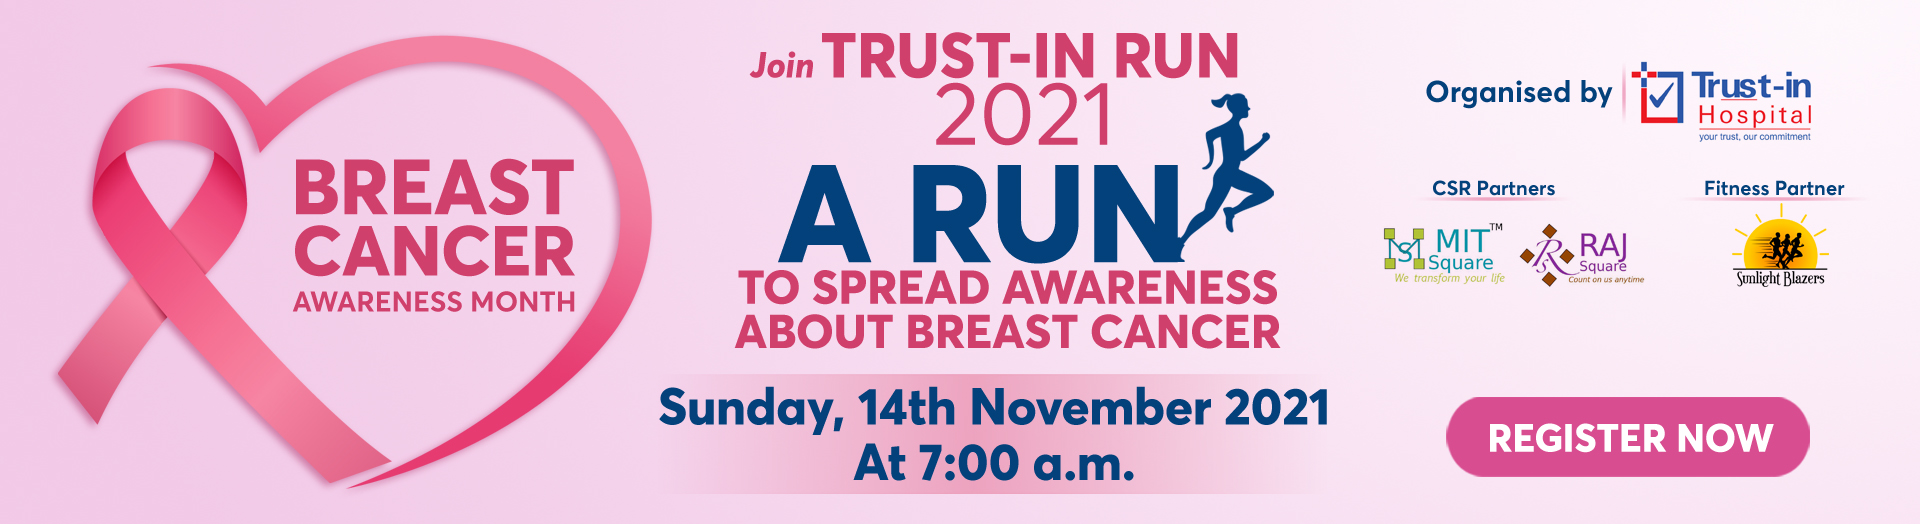 BREAST
CANCER
AWARENESS MONTH
Join TRUST-IN RUN
2021
A RUN
TO SPREAD AWARENESS
ABOUT BREAST CANCER
Sunday, 14th November 2021
At 7:00 a.m.
Organised by
Trust-in
Hospital
your trust, our commitment
CSR Partners
MIT™
Square
We transform your life
RAJ
Square
Count on us anytime
Fitness Partner
Sunlight Blazers
REGISTER NOW